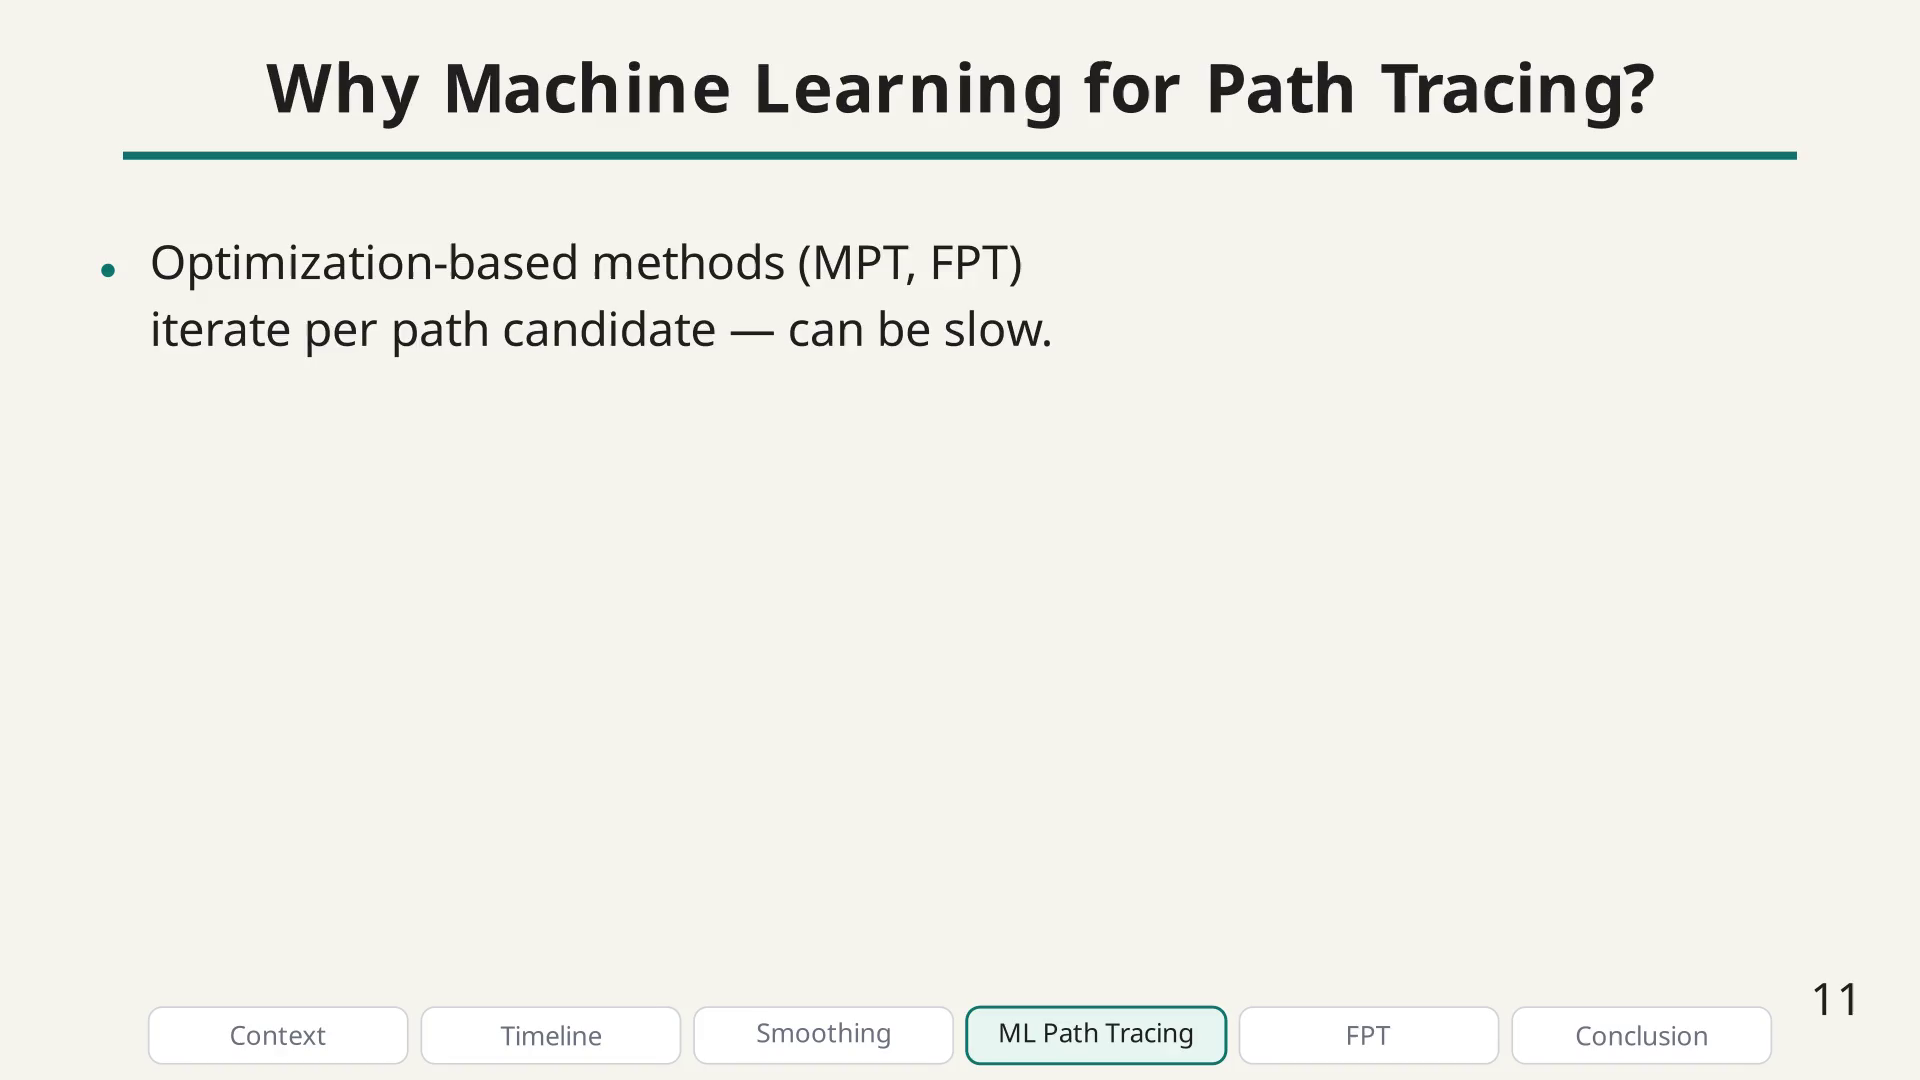 Why Machine Learning for Path Tracing?
• Optimization-based methods (MPT, FPT)
iterate per path candidate — can be slow.
11
Context
Timeline
Smoothing
ML Path Tracing
FPT
Conclusion